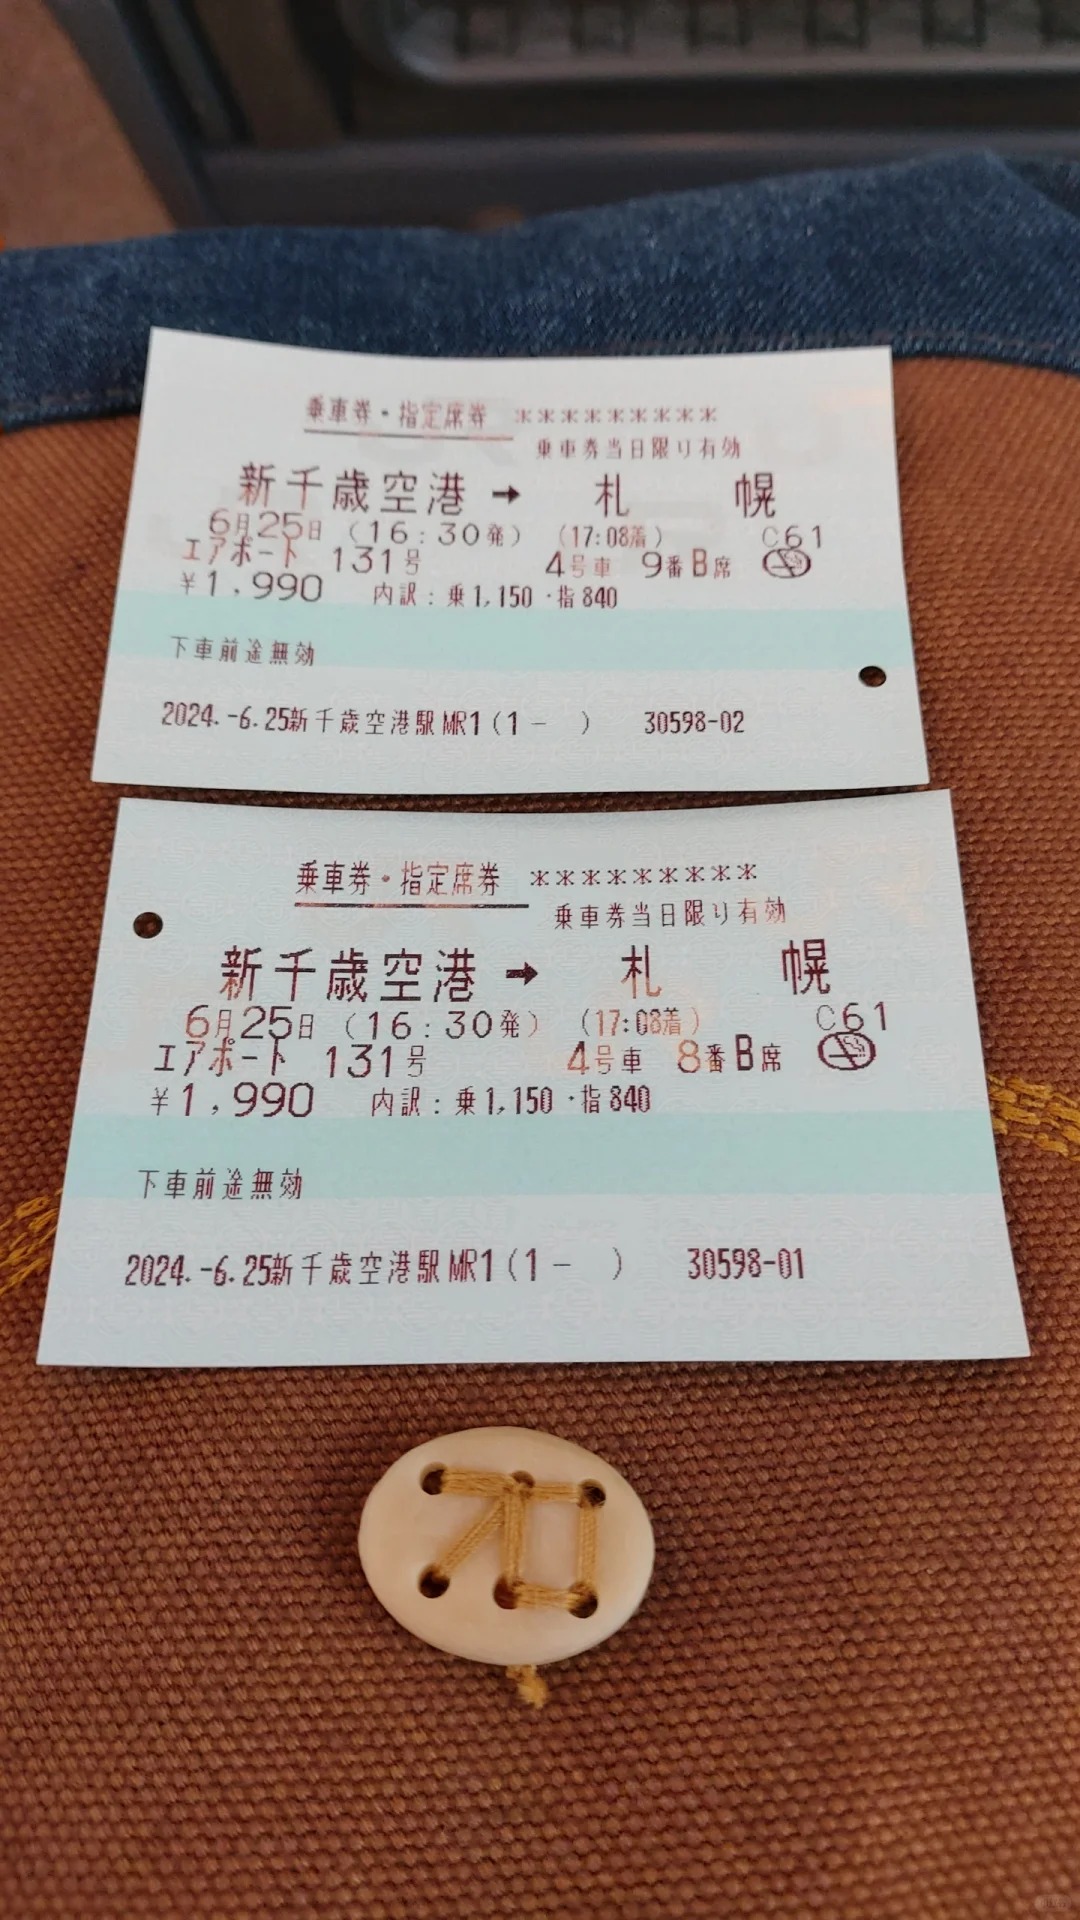 乗車券・指定席券 *********
乗車券当日限り有効
新千歳空港 → 札 幌
6月25日 (16:30発) (17:08着) C61
エアポート 131号 4号車 9番B席
¥1,990 内訳:乗1,150・指840
下車前途無効
2024.-6.25新千歳空港駅MR1(1- ) 30598-02
乗車券・指定席券 *********
乗車券当日限り有効
新千歳空港 → 札 幌
6月25日 (16:30発) (17:08着) C61
エアポート 131号 4号車 8番B席
¥1,990 内訳:乗1,150・指840
下車前途無効
2024.-6.25新千歳空港駅MR1(1- ) 30598-01